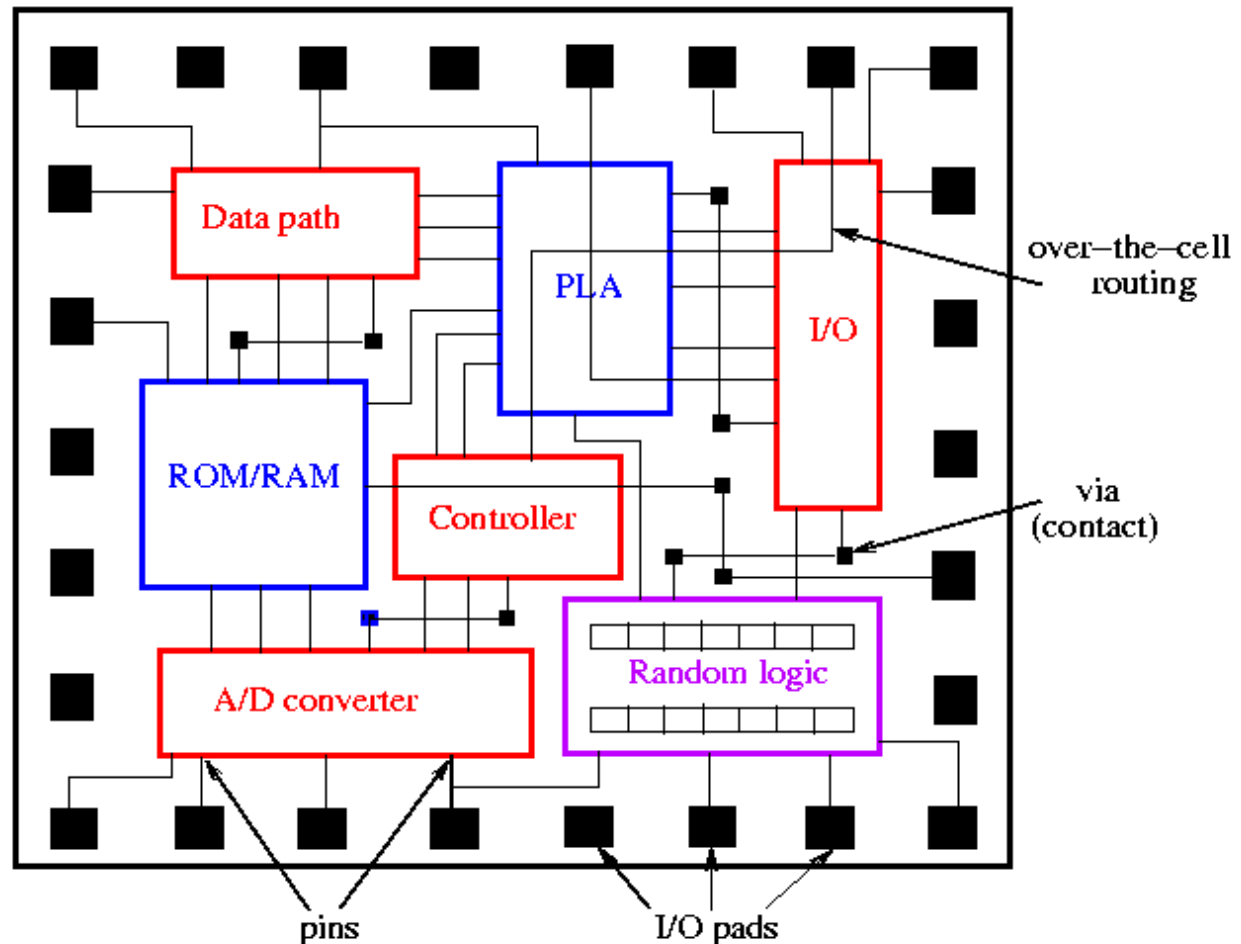 Data path
PLA
I/O
over–the–cell
routing
ROM/RAM
Controller
via
(contact)
Random logic
A/D converter
pins
I/O pads